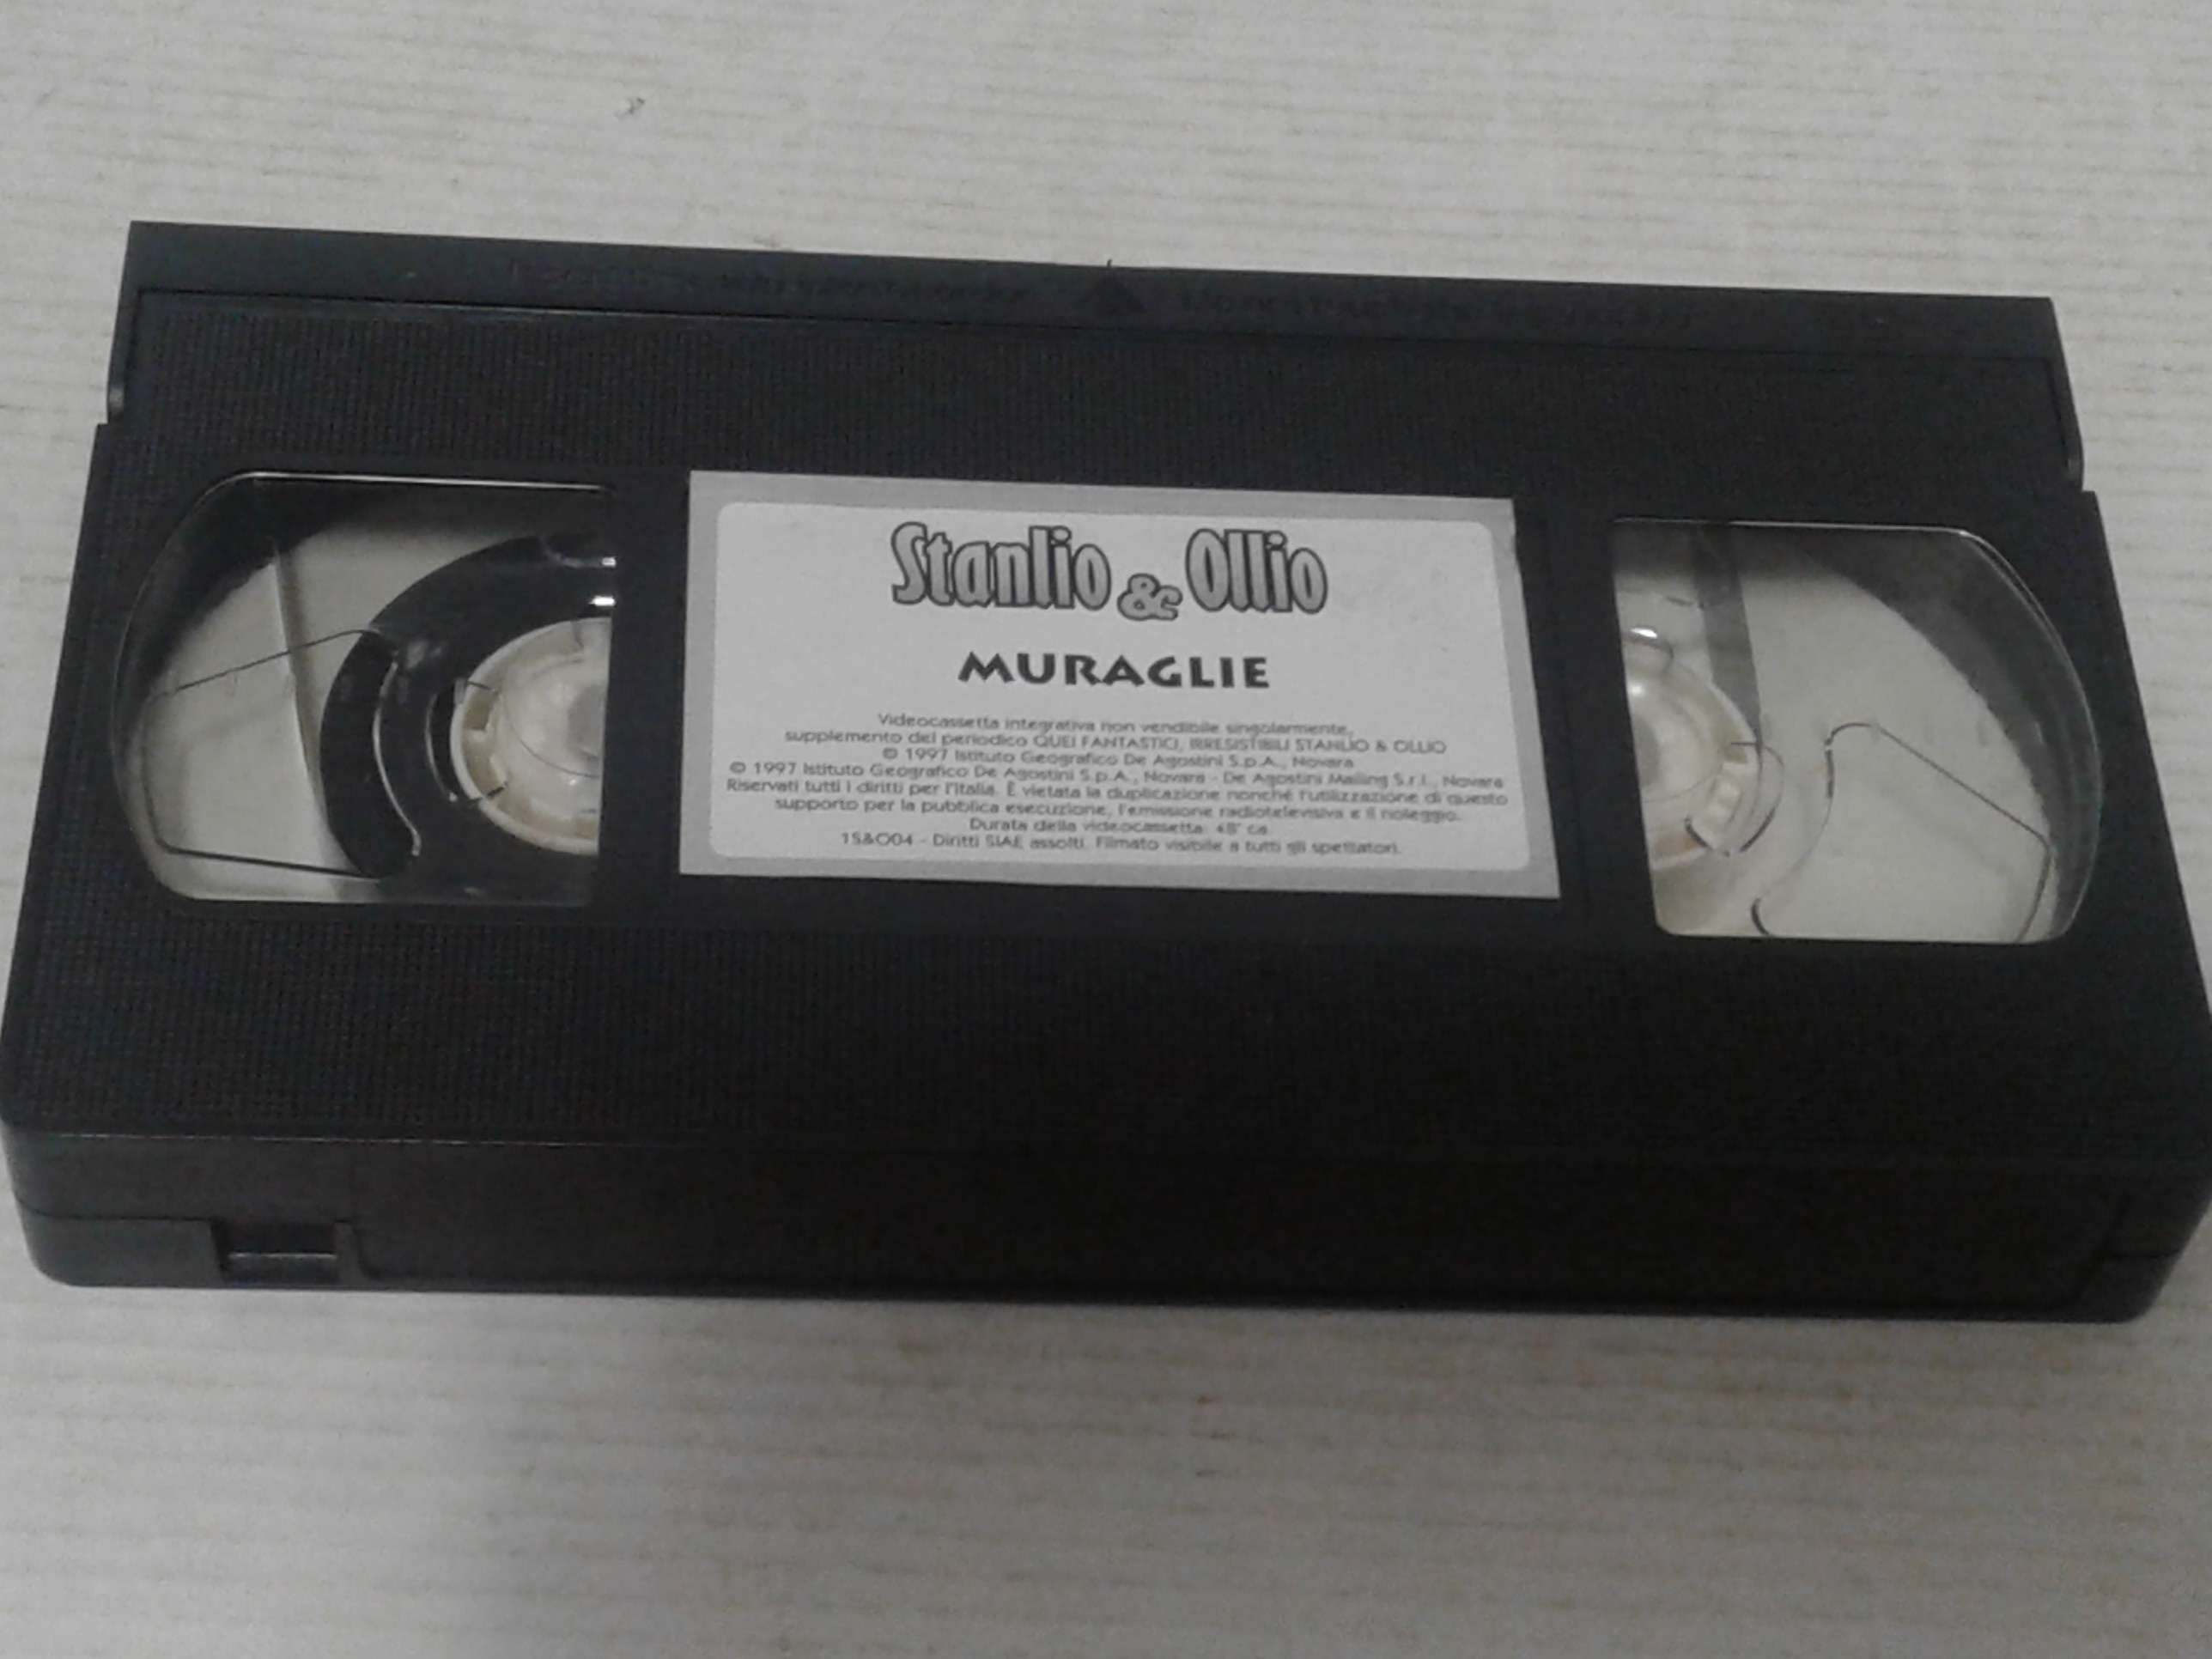 Stanlio & Ollio
MURAGLIE
Videocassetta integrativa non vendibile singolarmente,
supplemento del periodico QUEI FANTASTICI, IRRESISTIBILI STANLIO & OLLIO
© 1997 Istituto Geografico De Agostini S.p.A., Novara
© 1997 Istituto Geografico De Agostini S.p.A., Novara - De Agostini Mailing S.r.l., Novara
Riservati tutti i diritti per l'Italia. È vietata la duplicazione nonché l'utilizzazione di questo
supporto per la pubblica esecuzione, l'emissione radiotelevisiva e il noleggio.
Durata della videocassetta: 48' ca.
1S&O04 - Diritti SIAE assolti. Filmato visibile a tutti gli spettatori.